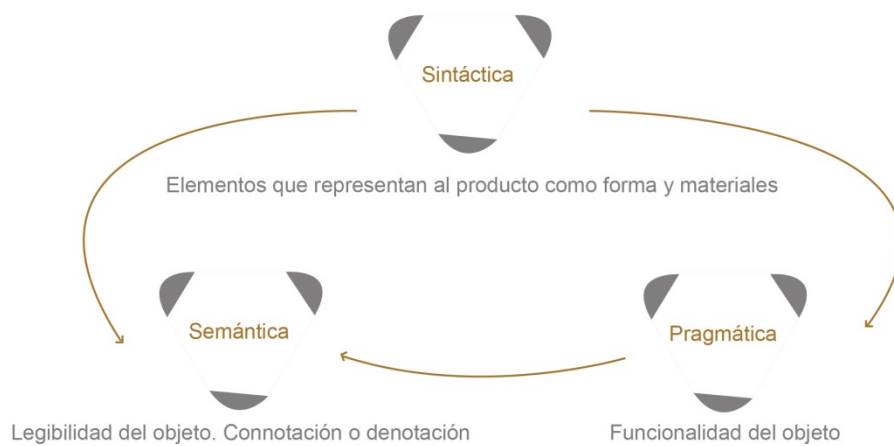 Sintáctica
Elementos que representan al producto como forma y materiales
Semántica
Pragmática
Legibilidad del objeto. Connotación o denotación
Funcionalidad del objeto